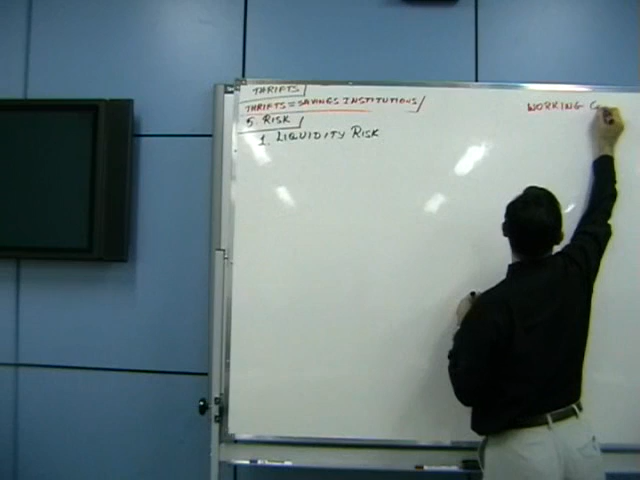 THRIFTS
THRIFTS = SAVINGS INSTITUTIONS
5. RISK
1. LIQUIDITY RISK
WORKING C